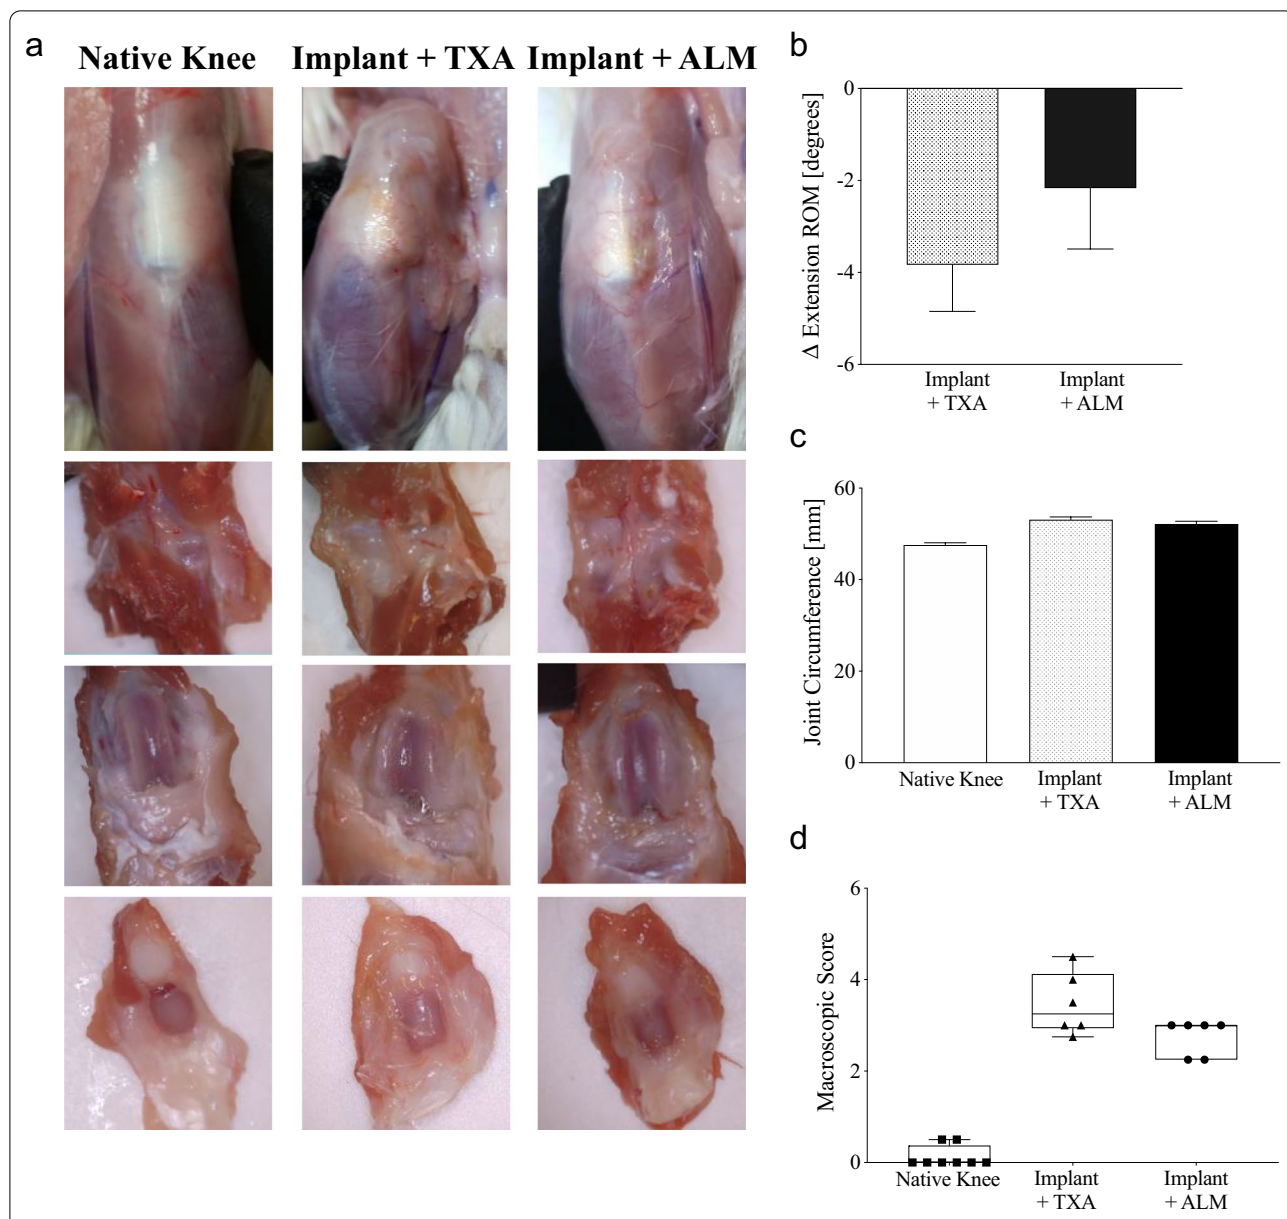 a
Native Knee
Implant + TXA
Implant + ALM
b
Δ Extension ROM [degrees]
0
-2
-4
-6
Implant
+ TXA
Implant
+ ALM
c
Joint Circumference [mm]
60
40
20
0
Native Knee
Implant
+ TXA
Implant
+ ALM
d
Macroscopic Score
6
4
2
0
Native Knee
Implant
+ TXA
Implant
+ ALM